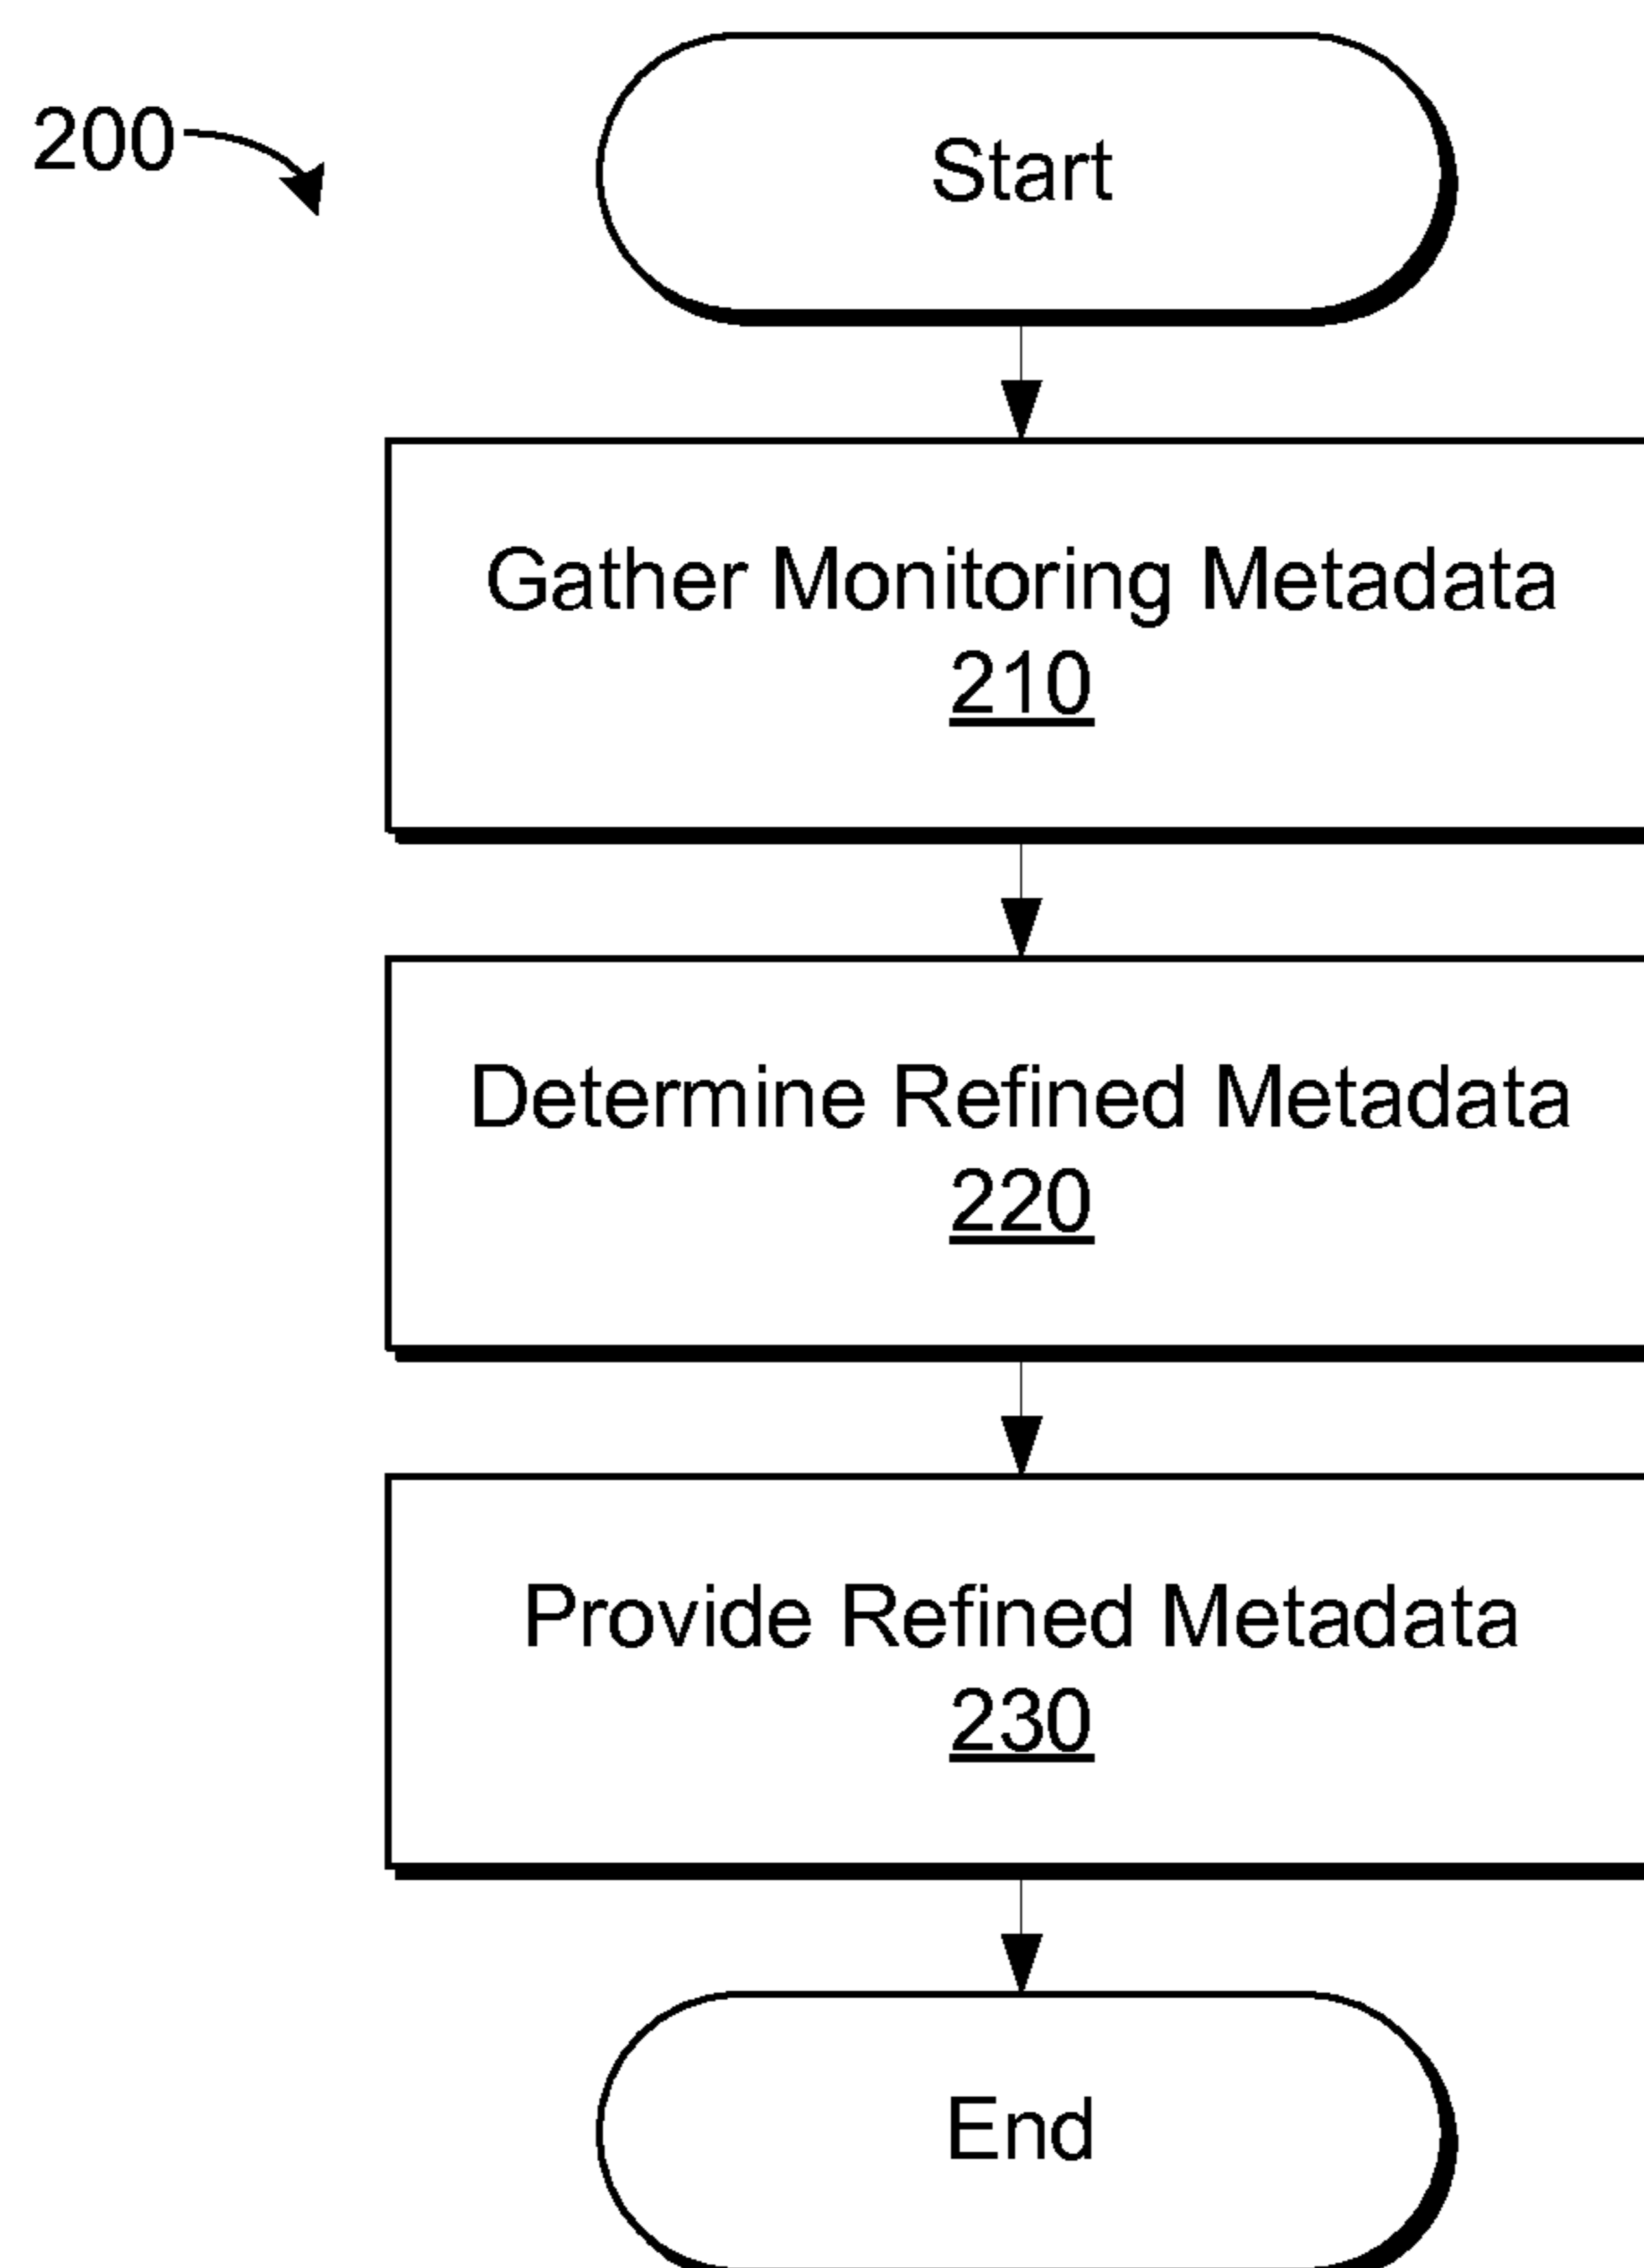 200
Start
Gather Monitoring Metadata
210
Determine Refined Metadata
220
Provide Refined Metadata
230
End